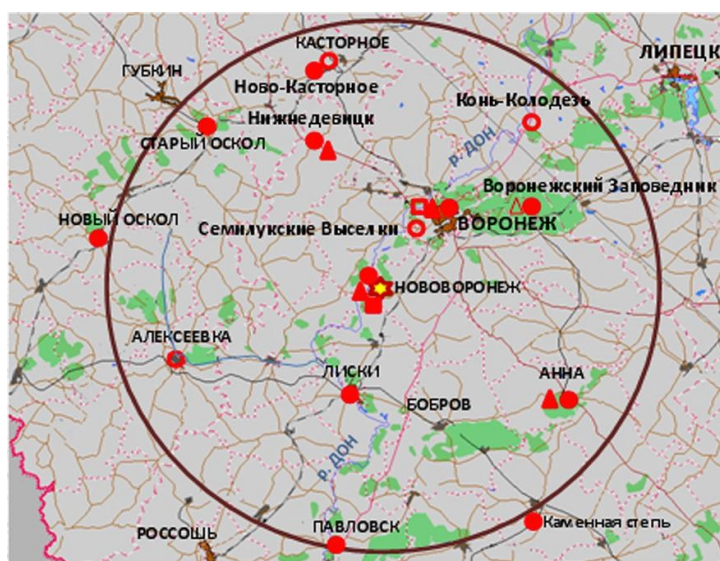 КАСТОРНОЕ
ЛИПЕЦК
ГУБКИН
Ново-Касторное
Конь-Колодезь
Нижнедевицк
СТАРЫЙ ОСКОЛ
р. ДОН
Воронежский Заповедник
НОВЫЙ ОСКОЛ
Семилукские Выселки
ВОРОНЕЖ
НОВОВОРОНЕЖ
АЛЕКСЕЕВКА
ЛИСКИ
АННА
БОБРОВ
р. ДОН
ПАВЛОВСК
Каменная степь
РОССОШЬ